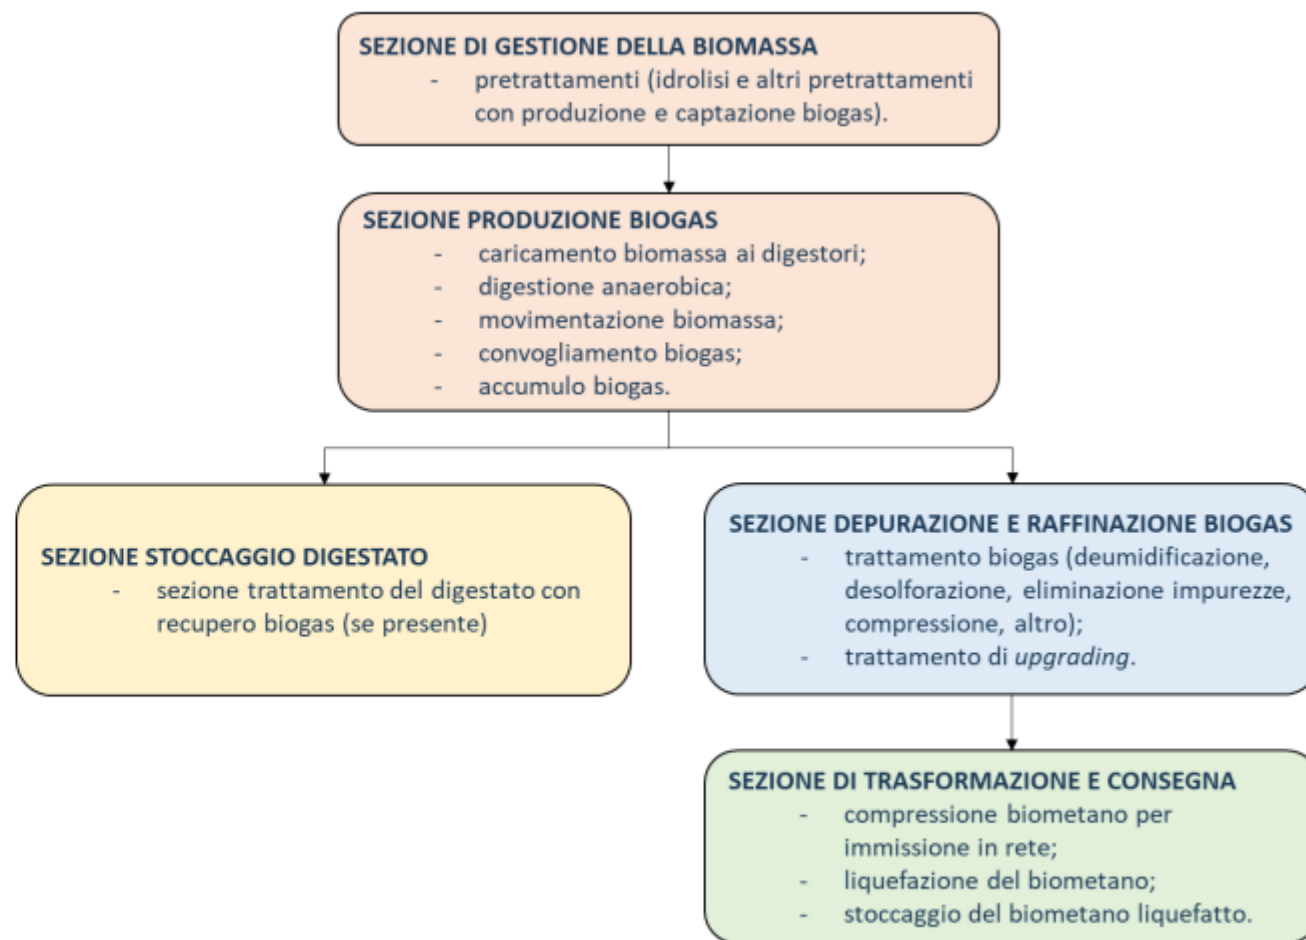 SEZIONE DI GESTIONE DELLA BIOMASSA
- pretrattamenti (idrolisi e altri pretrattamenti
con produzione e captazione biogas).
SEZIONE PRODUZIONE BIOGAS
- caricamento biomassa ai digestori;
- digestione anaerobica;
- movimentazione biomassa;
- convogliamento biogas;
- accumulo biogas.
SEZIONE STOCCAGGIO DIGESTATO
- sezione trattamento del digestato con
recupero biogas (se presente)
SEZIONE DEPURAZIONE E RAFFINAZIONE BIOGAS
- trattamento biogas (deumidificazione,
desolforazione, eliminazione impurezze,
compressione, altro);
- trattamento di upgrading.
SEZIONE DI TRASFORMAZIONE E CONSEGNA
- compressione biometano per
immissione in rete;
- liquefazione del biometano;
- stoccaggio del biometano liquefatto.